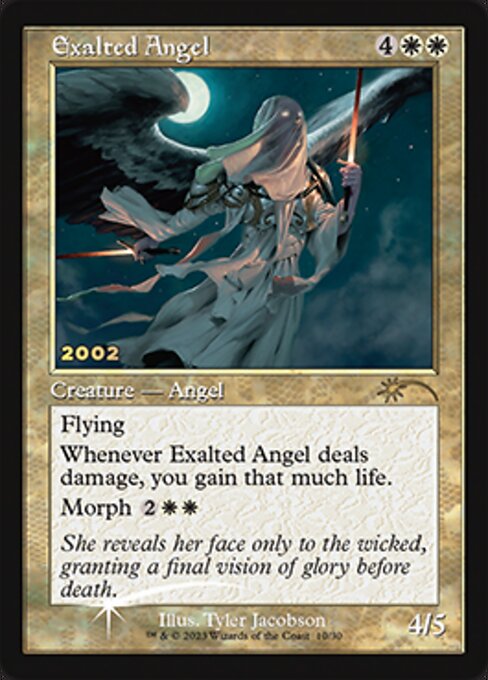 Exalted Angel 4
2002
Creature — Angel
Flying
Whenever Exalted Angel deals
damage, you gain that much life.
Morph 2
She reveals her face only to the wicked,
granting a final vision of glory before
death.
Illus. Tyler Jacobson
™ & © 2023 Wizards of the Coast 10/30
4/5